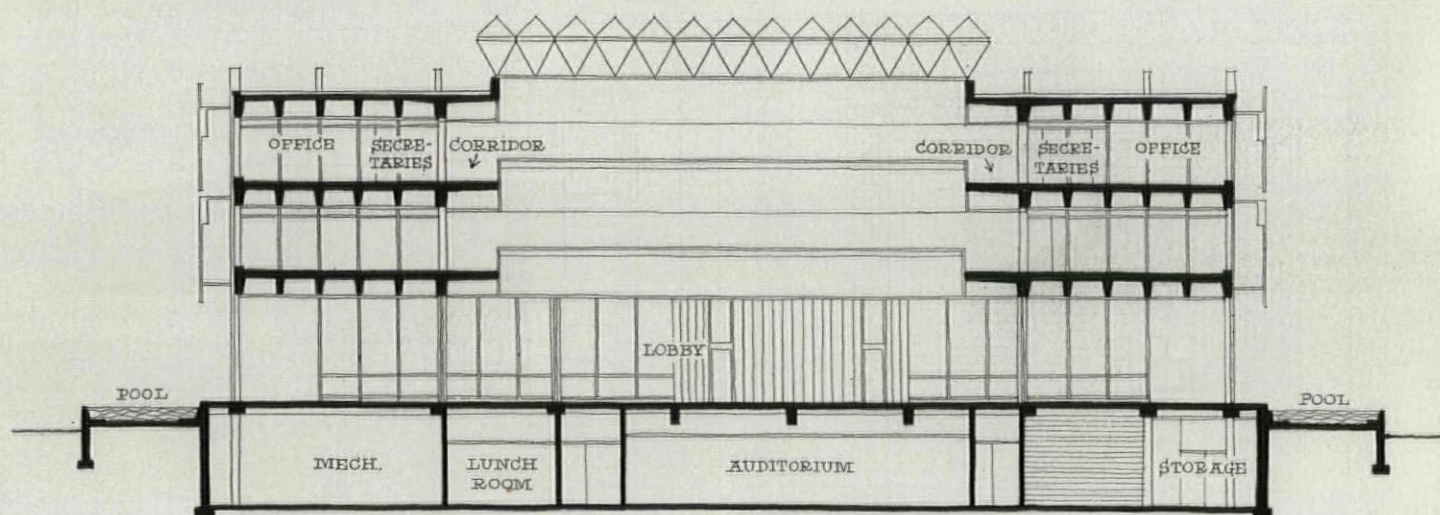 OFFICE
SECRE-
TARIES
CORRIDOR
CORRIDOR
SECRE-
TARIES
OFFICE
LOBBY
POOL
POOL
MECH.
LUNCH
ROOM
AUDITORIUM
STORAGE